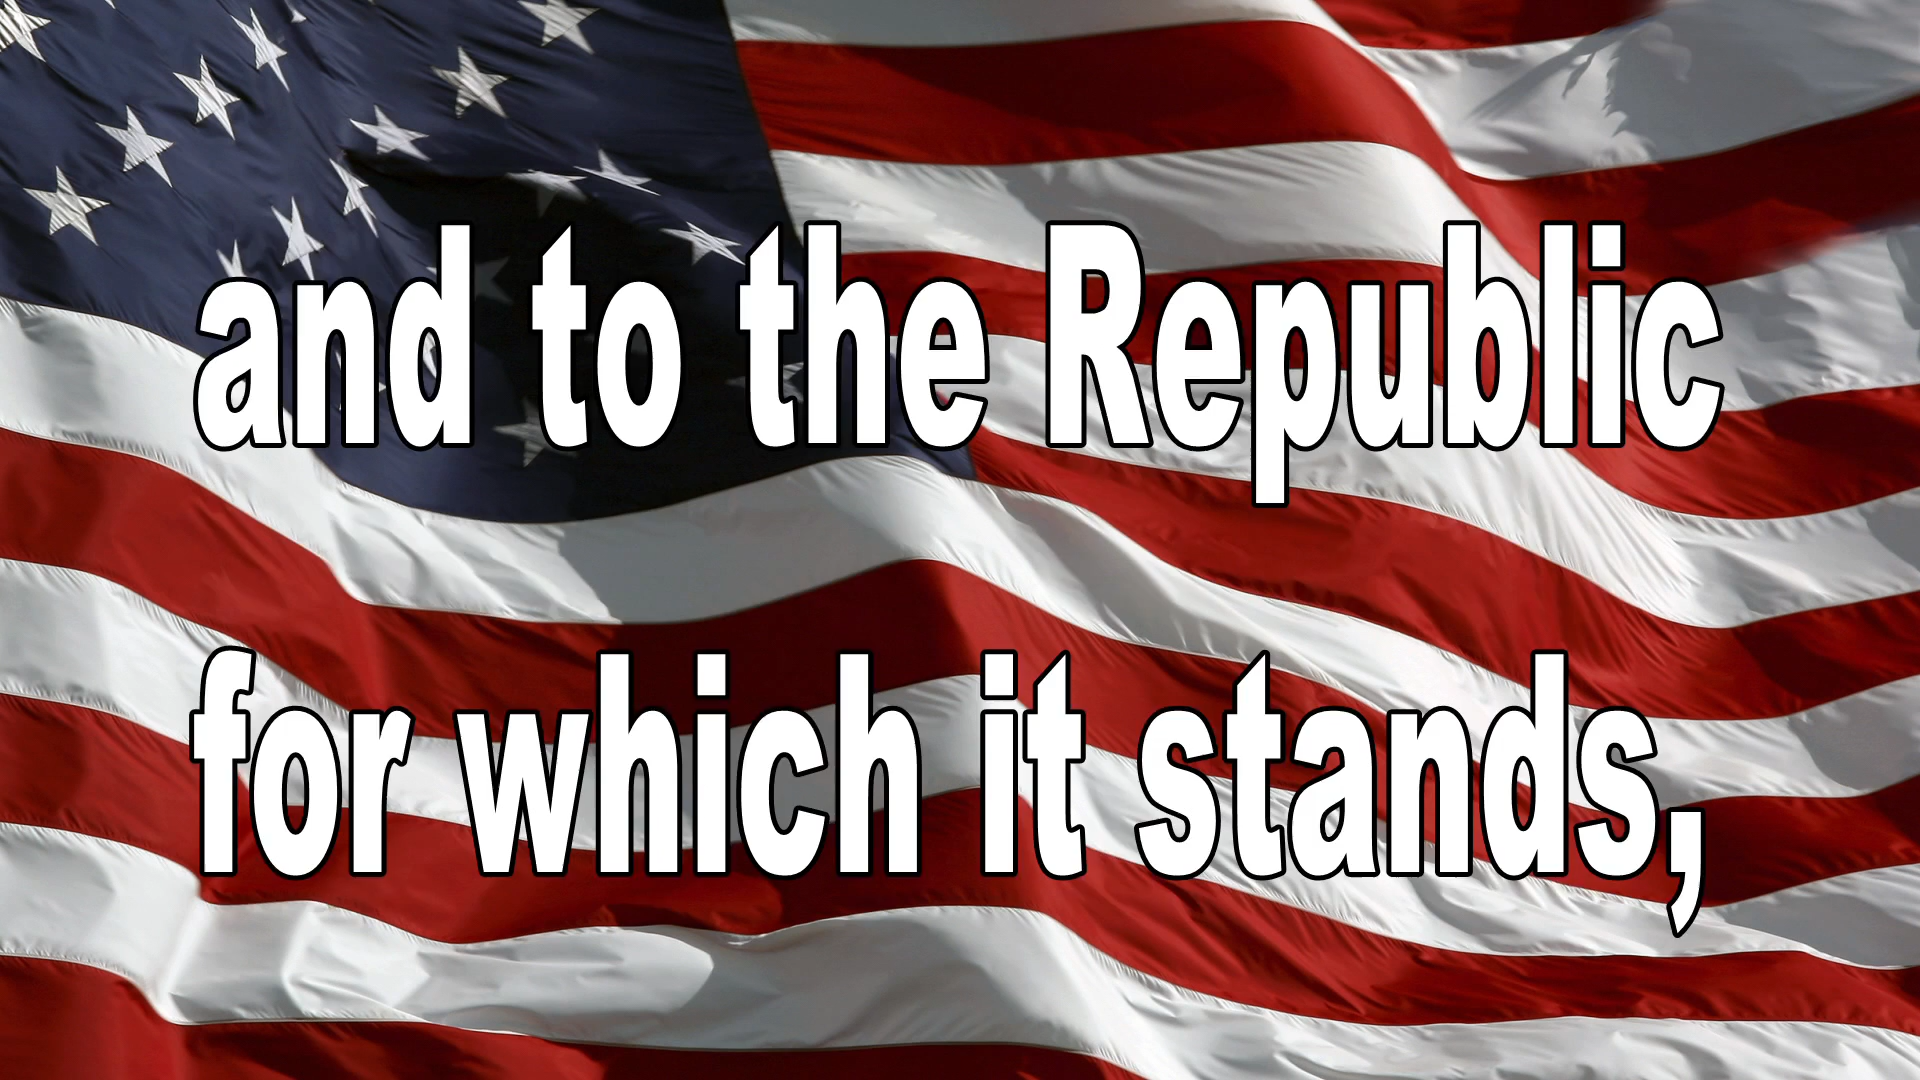 and to the Republic
for which it stands,